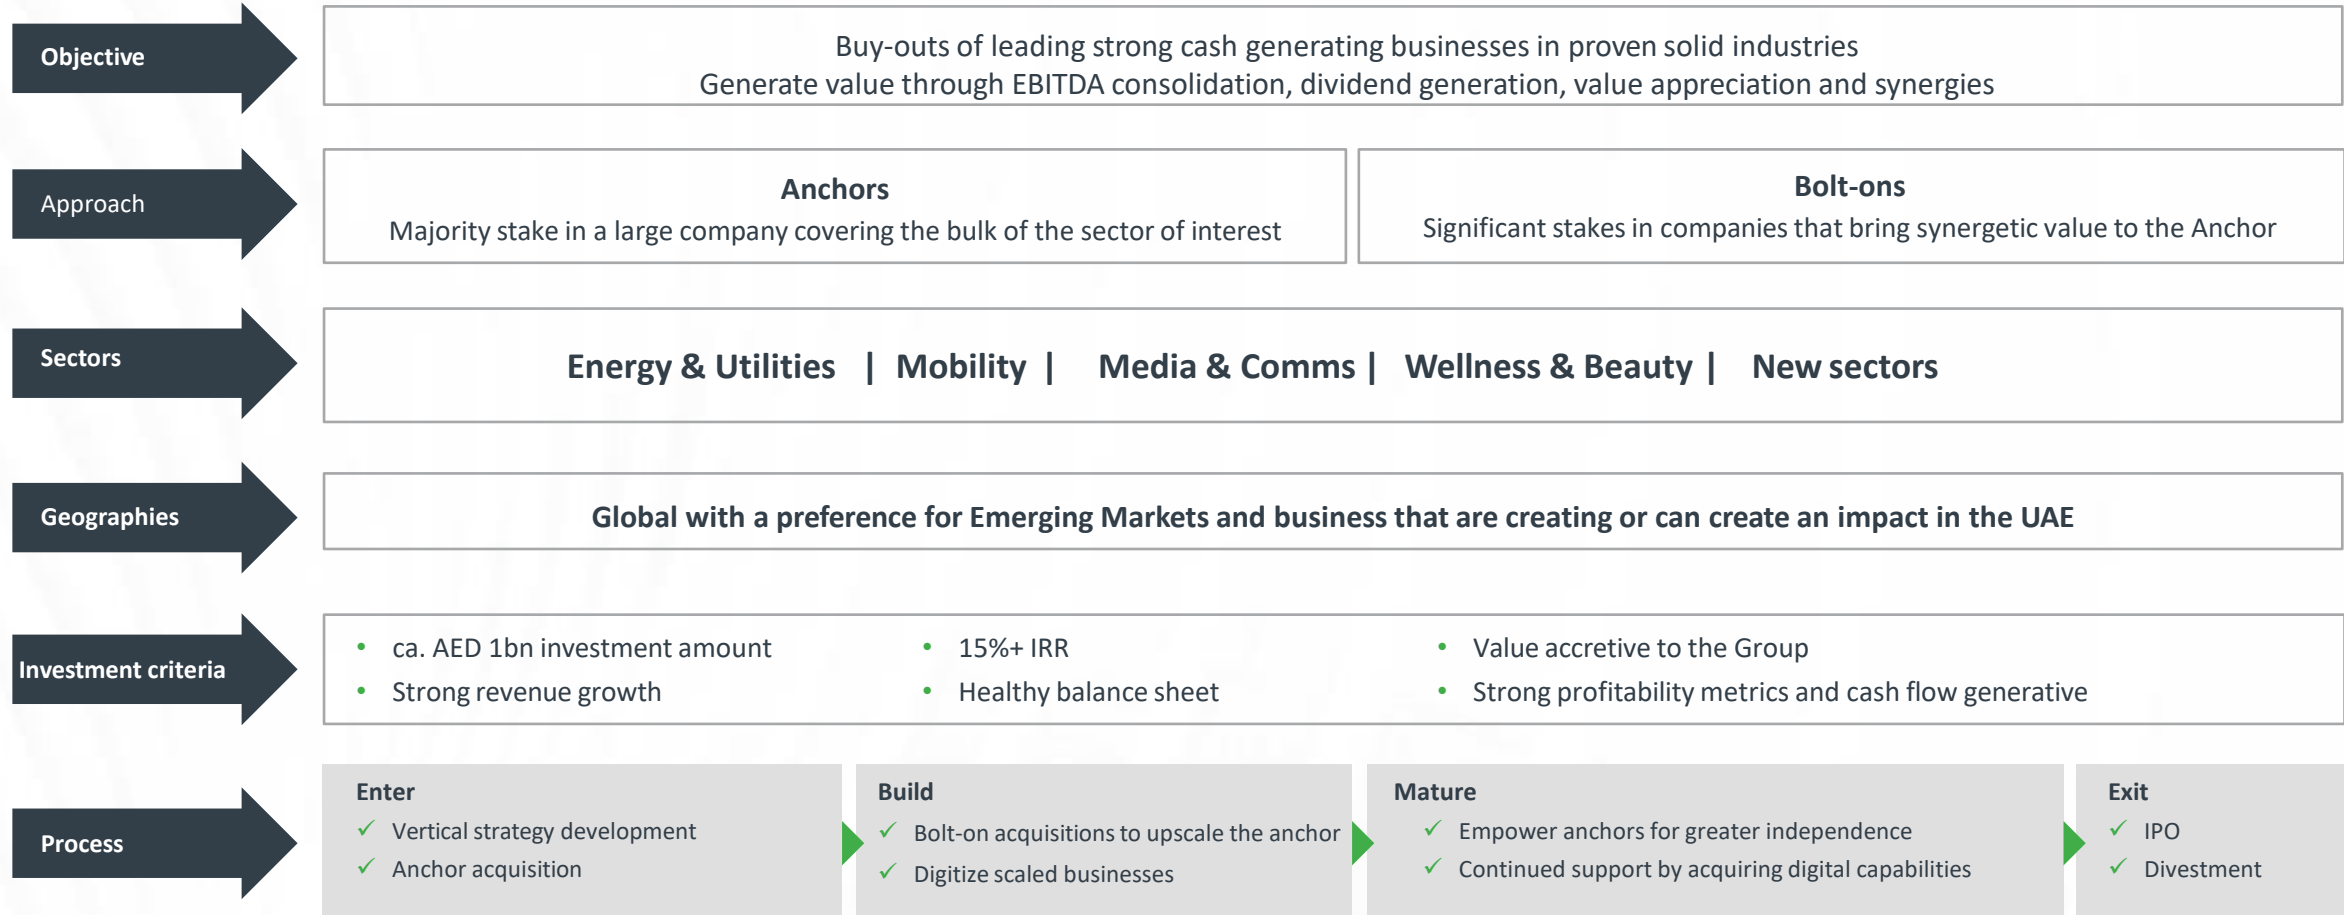 Objective
Buy-outs of leading strong cash generating businesses in proven solid industries
Generate value through EBITDA consolidation, dividend generation, value appreciation and synergies
Approach
Anchors
Majority stake in a large company covering the bulk of the sector of interest
Bolt-ons
Significant stakes in companies that bring synergetic value to the Anchor
Sectors
Energy & Utilities | Mobility | Media & Comms | Wellness & Beauty | New sectors
Geographies
Global with a preference for Emerging Markets and business that are creating or can create an impact in the UAE
Investment criteria
• ca. AED 1bn investment amount
• Strong revenue growth
• 15%+ IRR
• Healthy balance sheet
• Value accretive to the Group
• Strong profitability metrics and cash flow generative
Process
Enter
✓ Vertical strategy development
✓ Anchor acquisition
Build
✓ Bolt-on acquisitions to upscale the anchor
✓ Digitize scaled businesses
Mature
✓ Empower anchors for greater independence
✓ Continued support by acquiring digital capabilities
Exit
✓ IPO
✓ Divestment